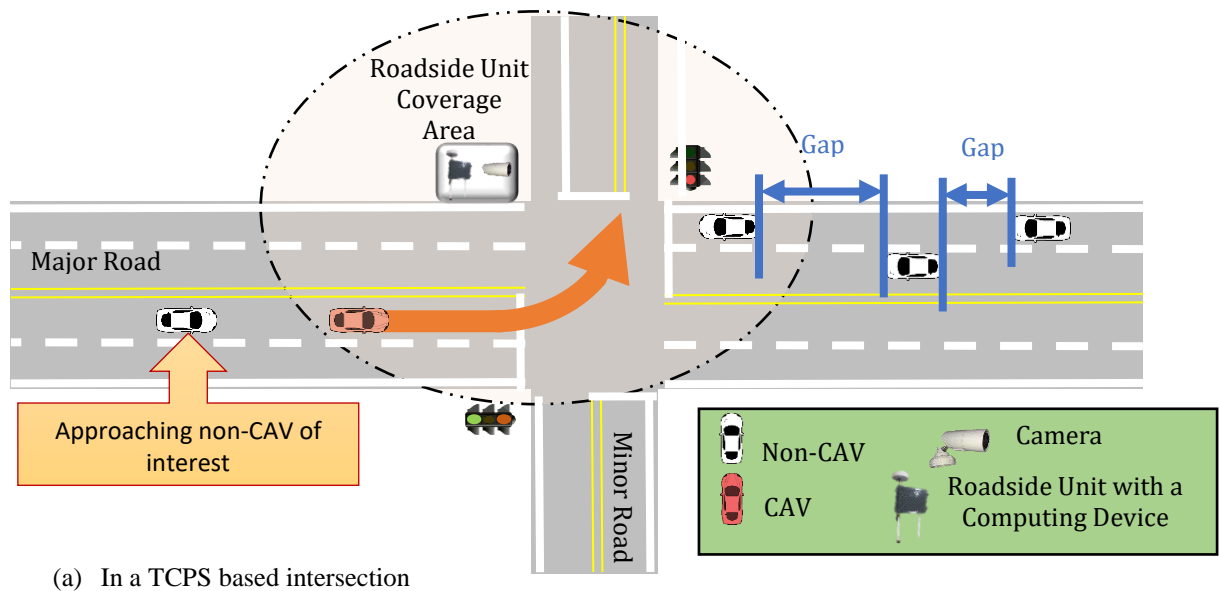 Roadside Unit
Coverage
Area
Gap
Gap
Major Road
Approaching non-CAV of
interest
Minor Road
Non-CAV
CAV
Camera
Roadside Unit with a
Computing Device
(a) In a TCPS based intersection